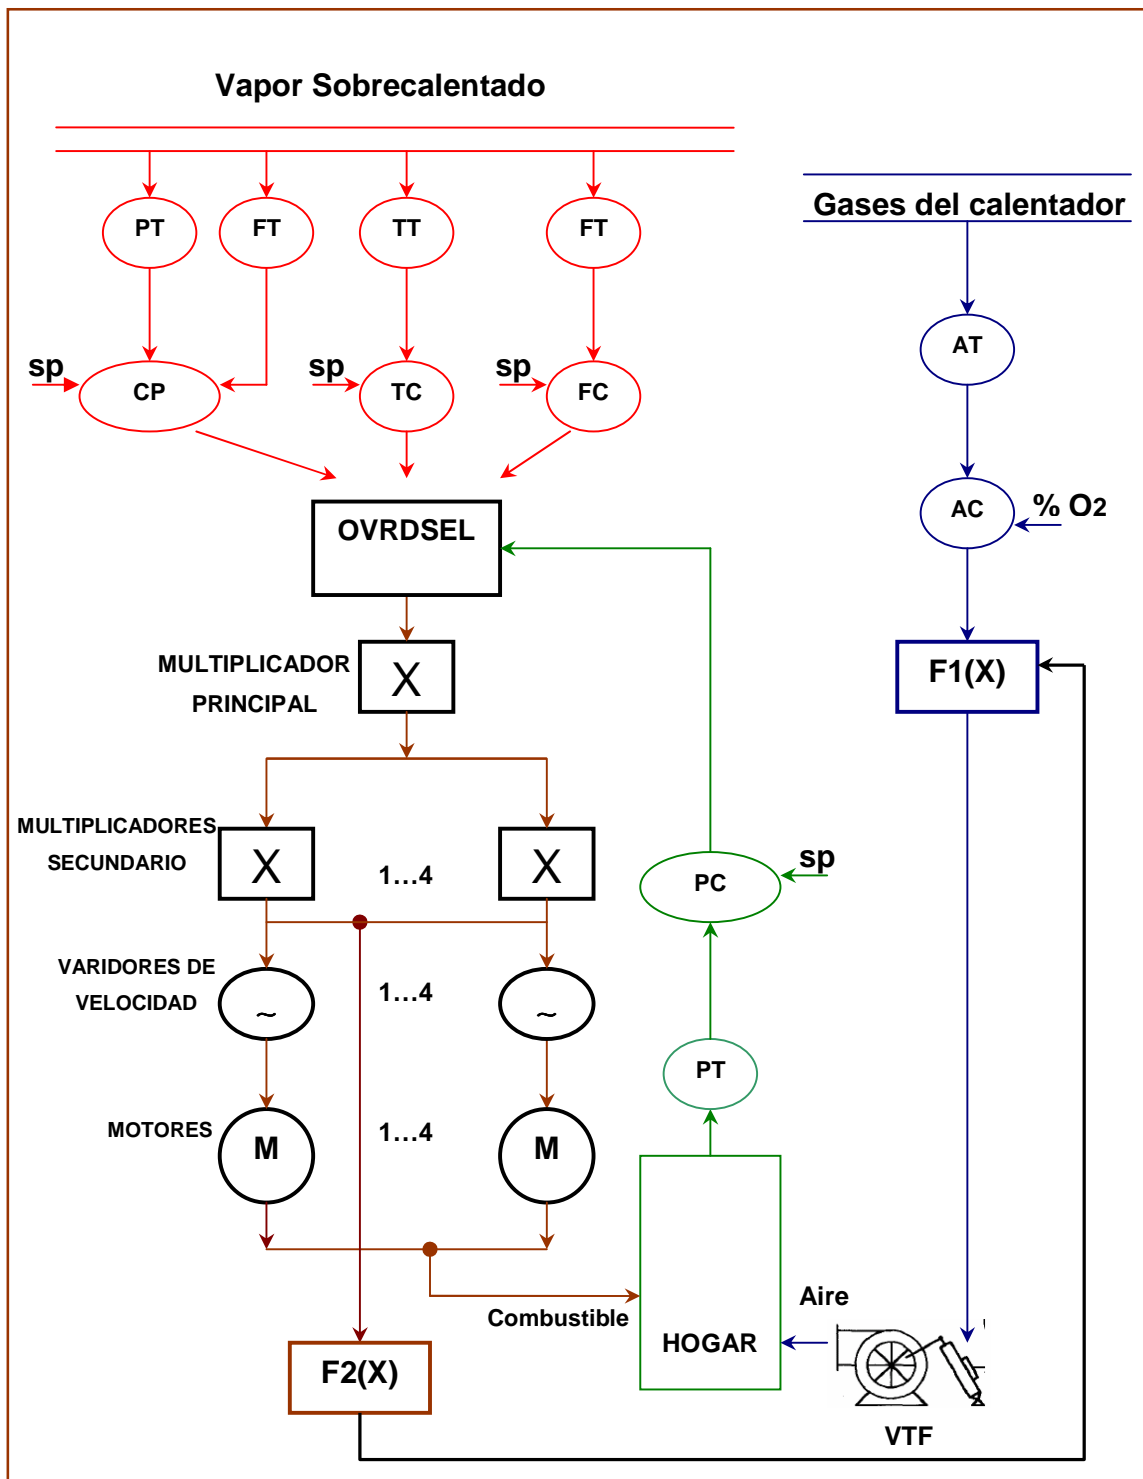 Vapor Sobrecalentado
Gases del calentador
PT FT TT FT
AT
sp CP sp TC sp FC
AC % O2
OVRDSEL
MULTIPLICADOR
PRINCIPAL
X
F1(X)
MULTIPLICADORES
SECUNDARIO
X 1…4 X
PC sp
VARIDORES DE
VELOCIDAD
~ 1…4 ~
PT
MOTORES M 1…4 M
Combustible
Aire
HOGAR
F2(X)
VTF